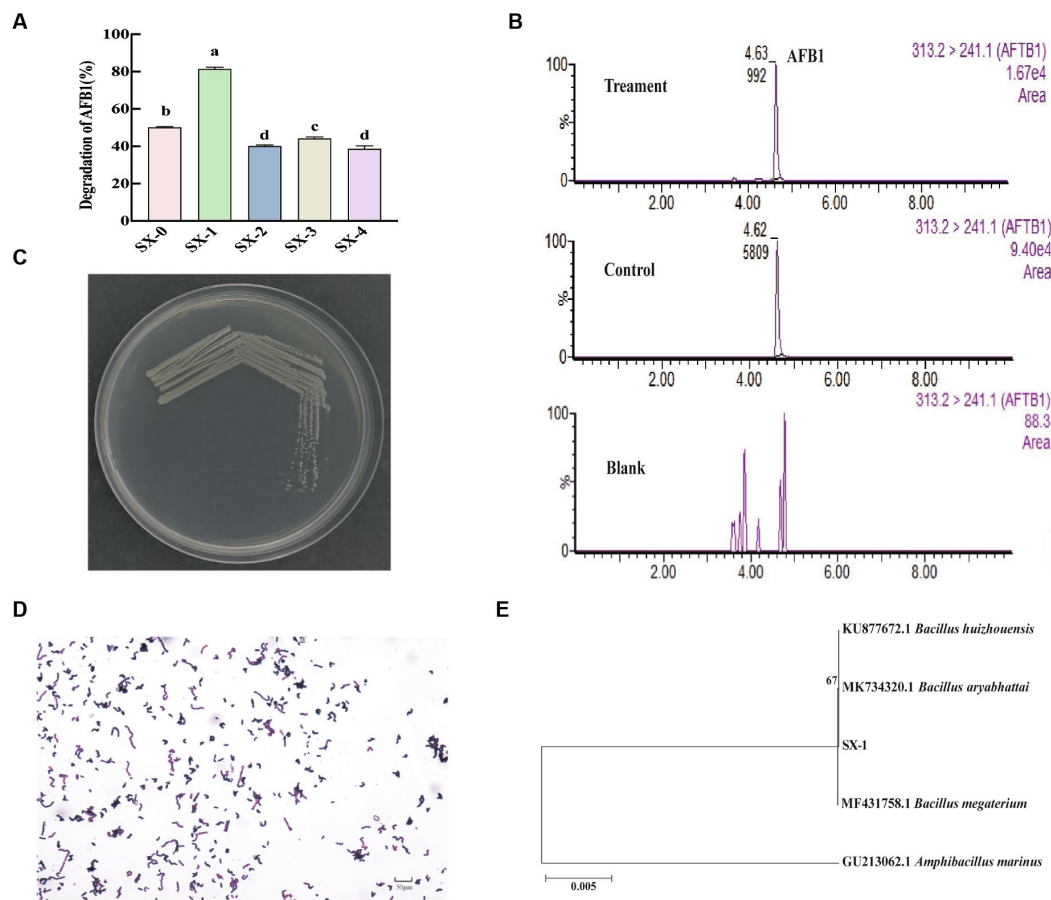 A
Degradation of AFB1(%)
100
80
60
40
20
0
a
b
c
d
d
SX-0
SX-1
SX-2
SX-3
SX-4
B
Treament
4.63
992
AFB1
313.2 > 241.1 (AFTB1)
1.67e4
Area
100
%
0
2.00 4.00 6.00 8.00
Control
4.62
5809
313.2 > 241.1 (AFTB1)
9.40e4
Area
100
%
0
2.00 4.00 6.00 8.00
Blank
313.2 > 241.1 (AFTB1)
88.3
Area
100
%
0
2.00 4.00 6.00 8.00
C
D
50μm
E
KU877672.1 Bacillus huizhouensis
67
MK734320.1 Bacillus aryabhattai
SX-1
MF431758.1 Bacillus megaterium
GU213062.1 Amphibacillus marinus
0.005